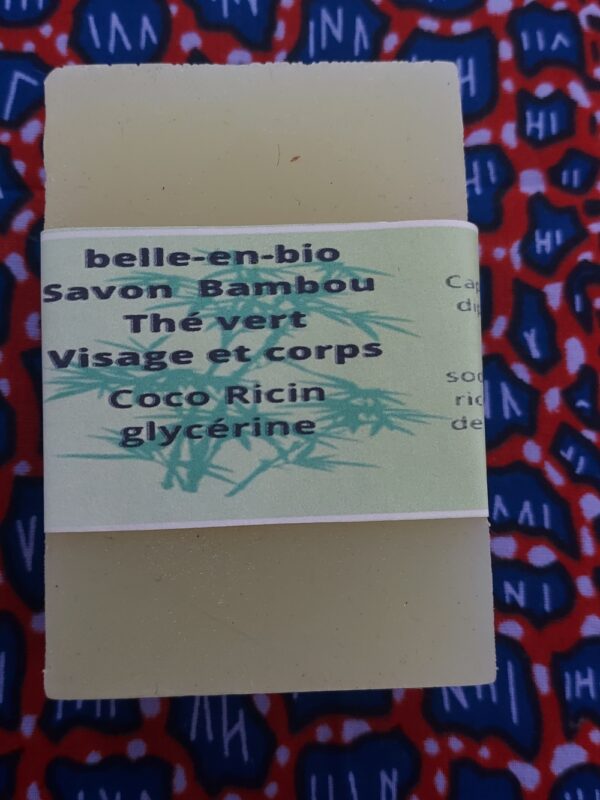 belle-en-bio
Savon Bambou
Thé vert
Visage et corps
Coco Ricin
glycérine